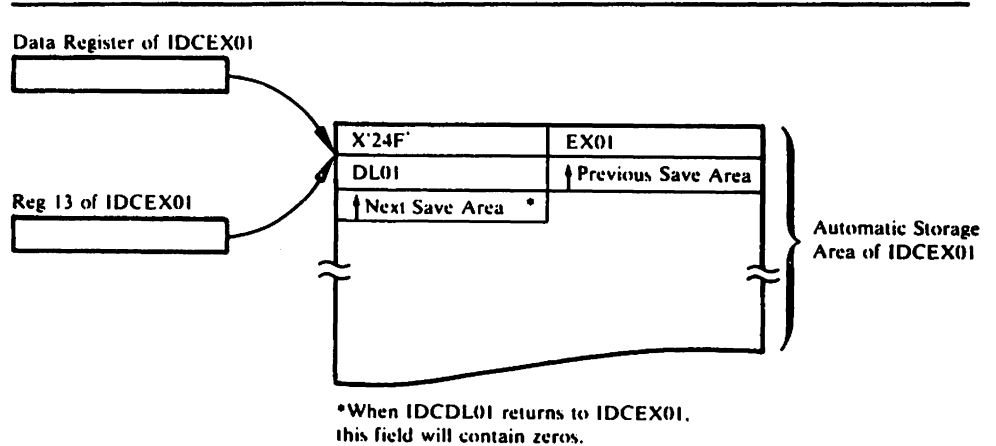 Data Register of IDCEX01
X'24F'
EX01
DL01
Previous Save Area
Reg 13 of IDCEX01
Next Save Area *
Automatic Storage
Area of IDCEX01
*When IDCDL01 returns to IDCEX01,
this field will contain zeros.